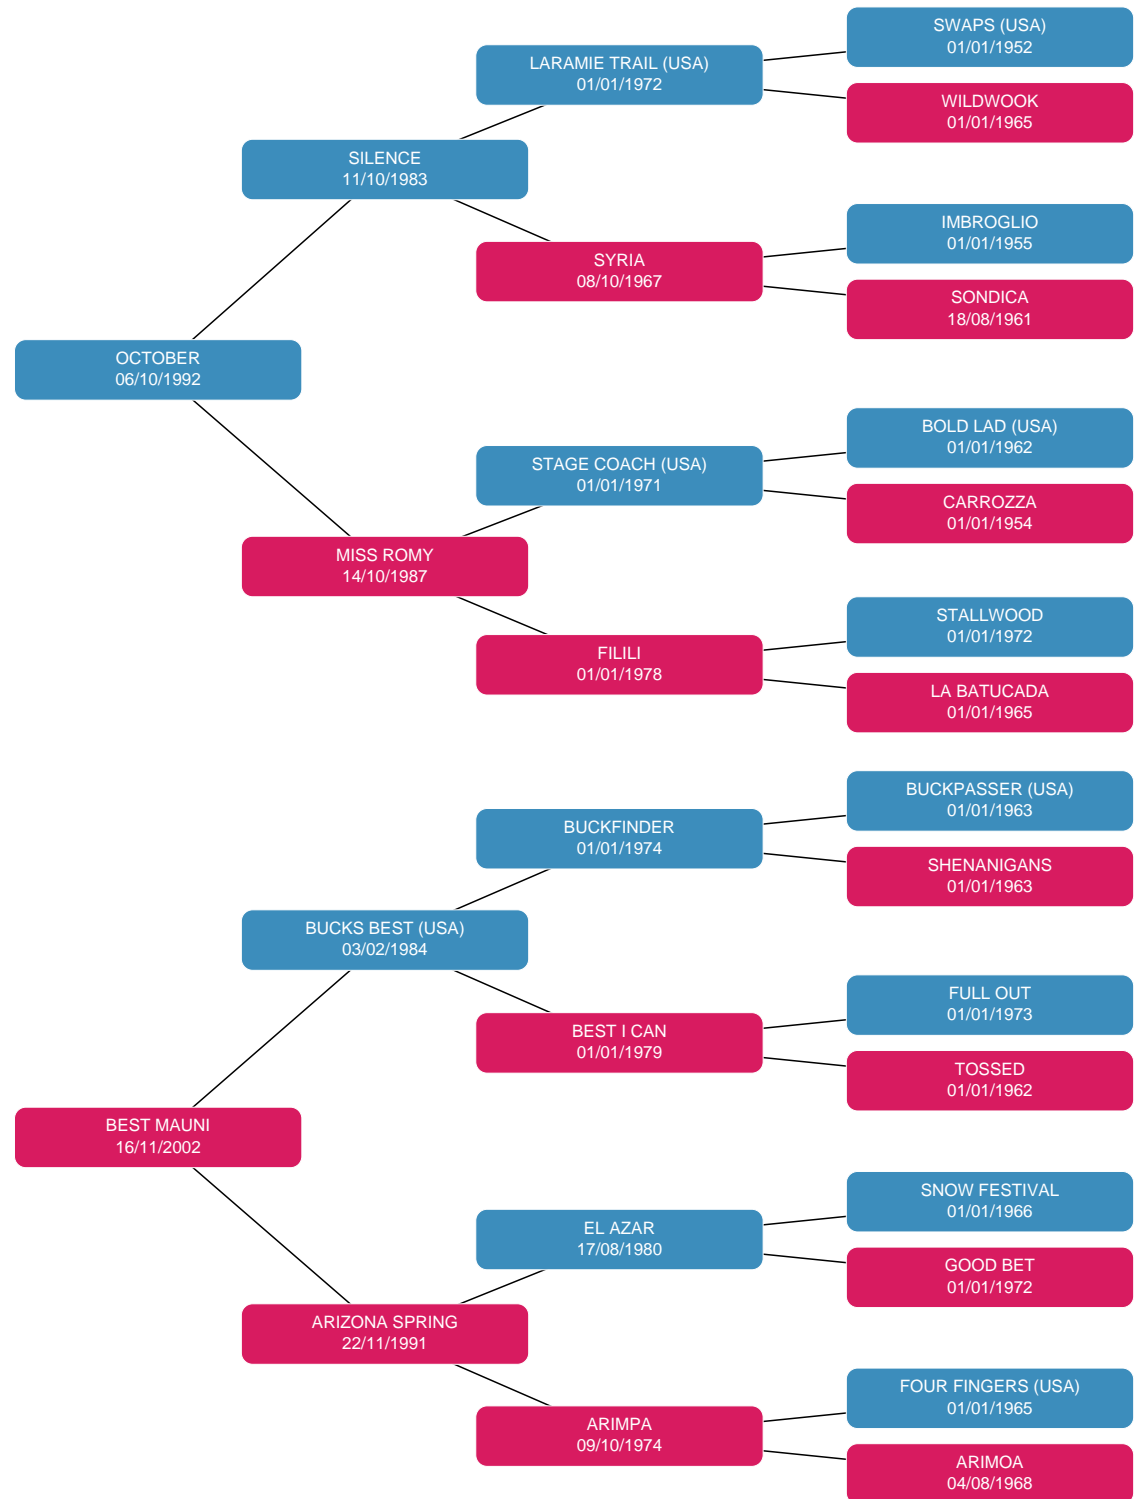 SWAPS (USA)
01/01/1952
LARAMIE TRAIL (USA)
01/01/1972
WILDWOOK
01/01/1965
SILENCE
11/10/1983
IMBROGLIO
01/01/1955
SYRIA
08/10/1967
SONDICA
18/08/1961
OCTOBER
06/10/1992
BOLD LAD (USA)
01/01/1962
STAGE COACH (USA)
01/01/1971
CARROZZA
01/01/1954
MISS ROMY
14/10/1987
STALLWOOD
01/01/1972
FILILI
01/01/1978
LA BATUCADA
01/01/1965
BUCKPASSER (USA)
01/01/1963
BUCKFINDER
01/01/1974
SHENANIGANS
01/01/1963
BUCKS BEST (USA)
03/02/1984
FULL OUT
01/01/1973
BEST I CAN
01/01/1979
TOSSED
01/01/1962
BEST MAUNI
16/11/2002
SNOW FESTIVAL
01/01/1966
EL AZAR
17/08/1980
GOOD BET
01/01/1972
ARIZONA SPRING
22/11/1991
FOUR FINGERS (USA)
01/01/1965
ARIMPA
09/10/1974
ARIMOA
04/08/1968